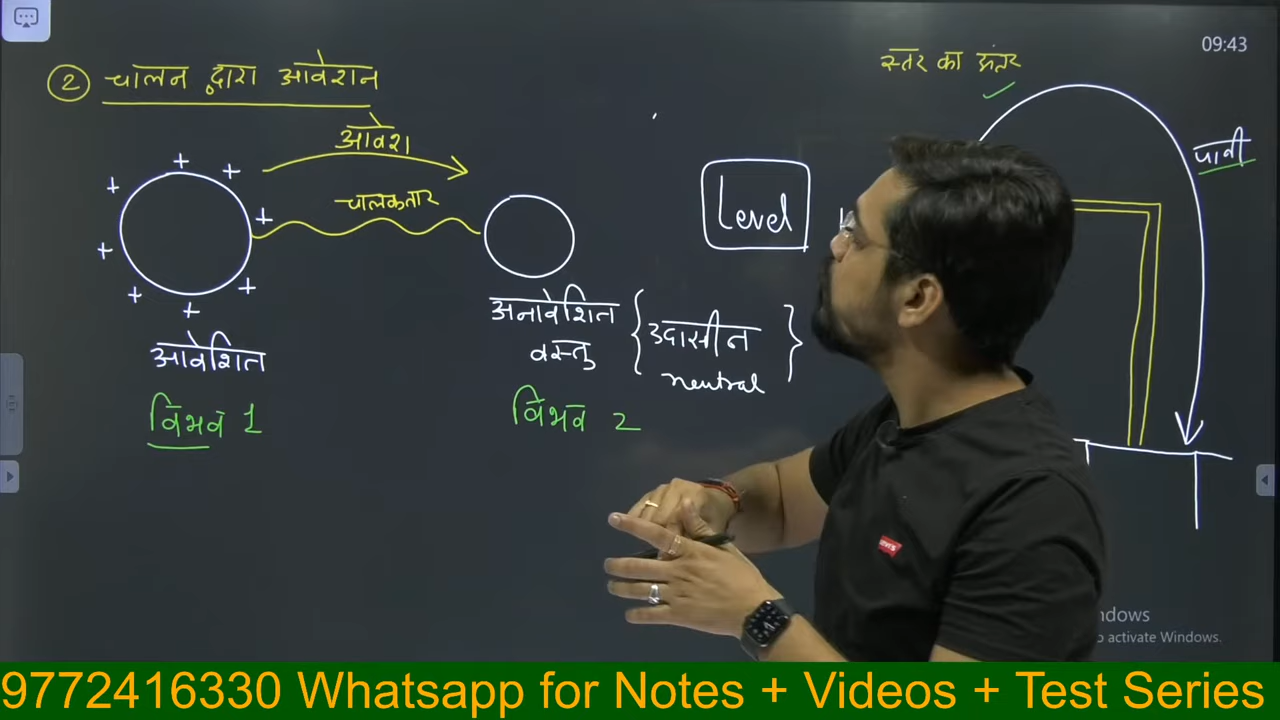 ② चालन द्वारा आवेशन
आवेश
चालकतार
+ + + + + + + +
आवेशित
विभव 1
अनावेशित
वस्तु
{ उदासीन
neutral }
विभव 2
Level
स्तर का अंतर
पानी
09:43
ndows
o activate Windows.
LEVI'S
9772416330 Whatsapp for Notes + Videos + Test Series